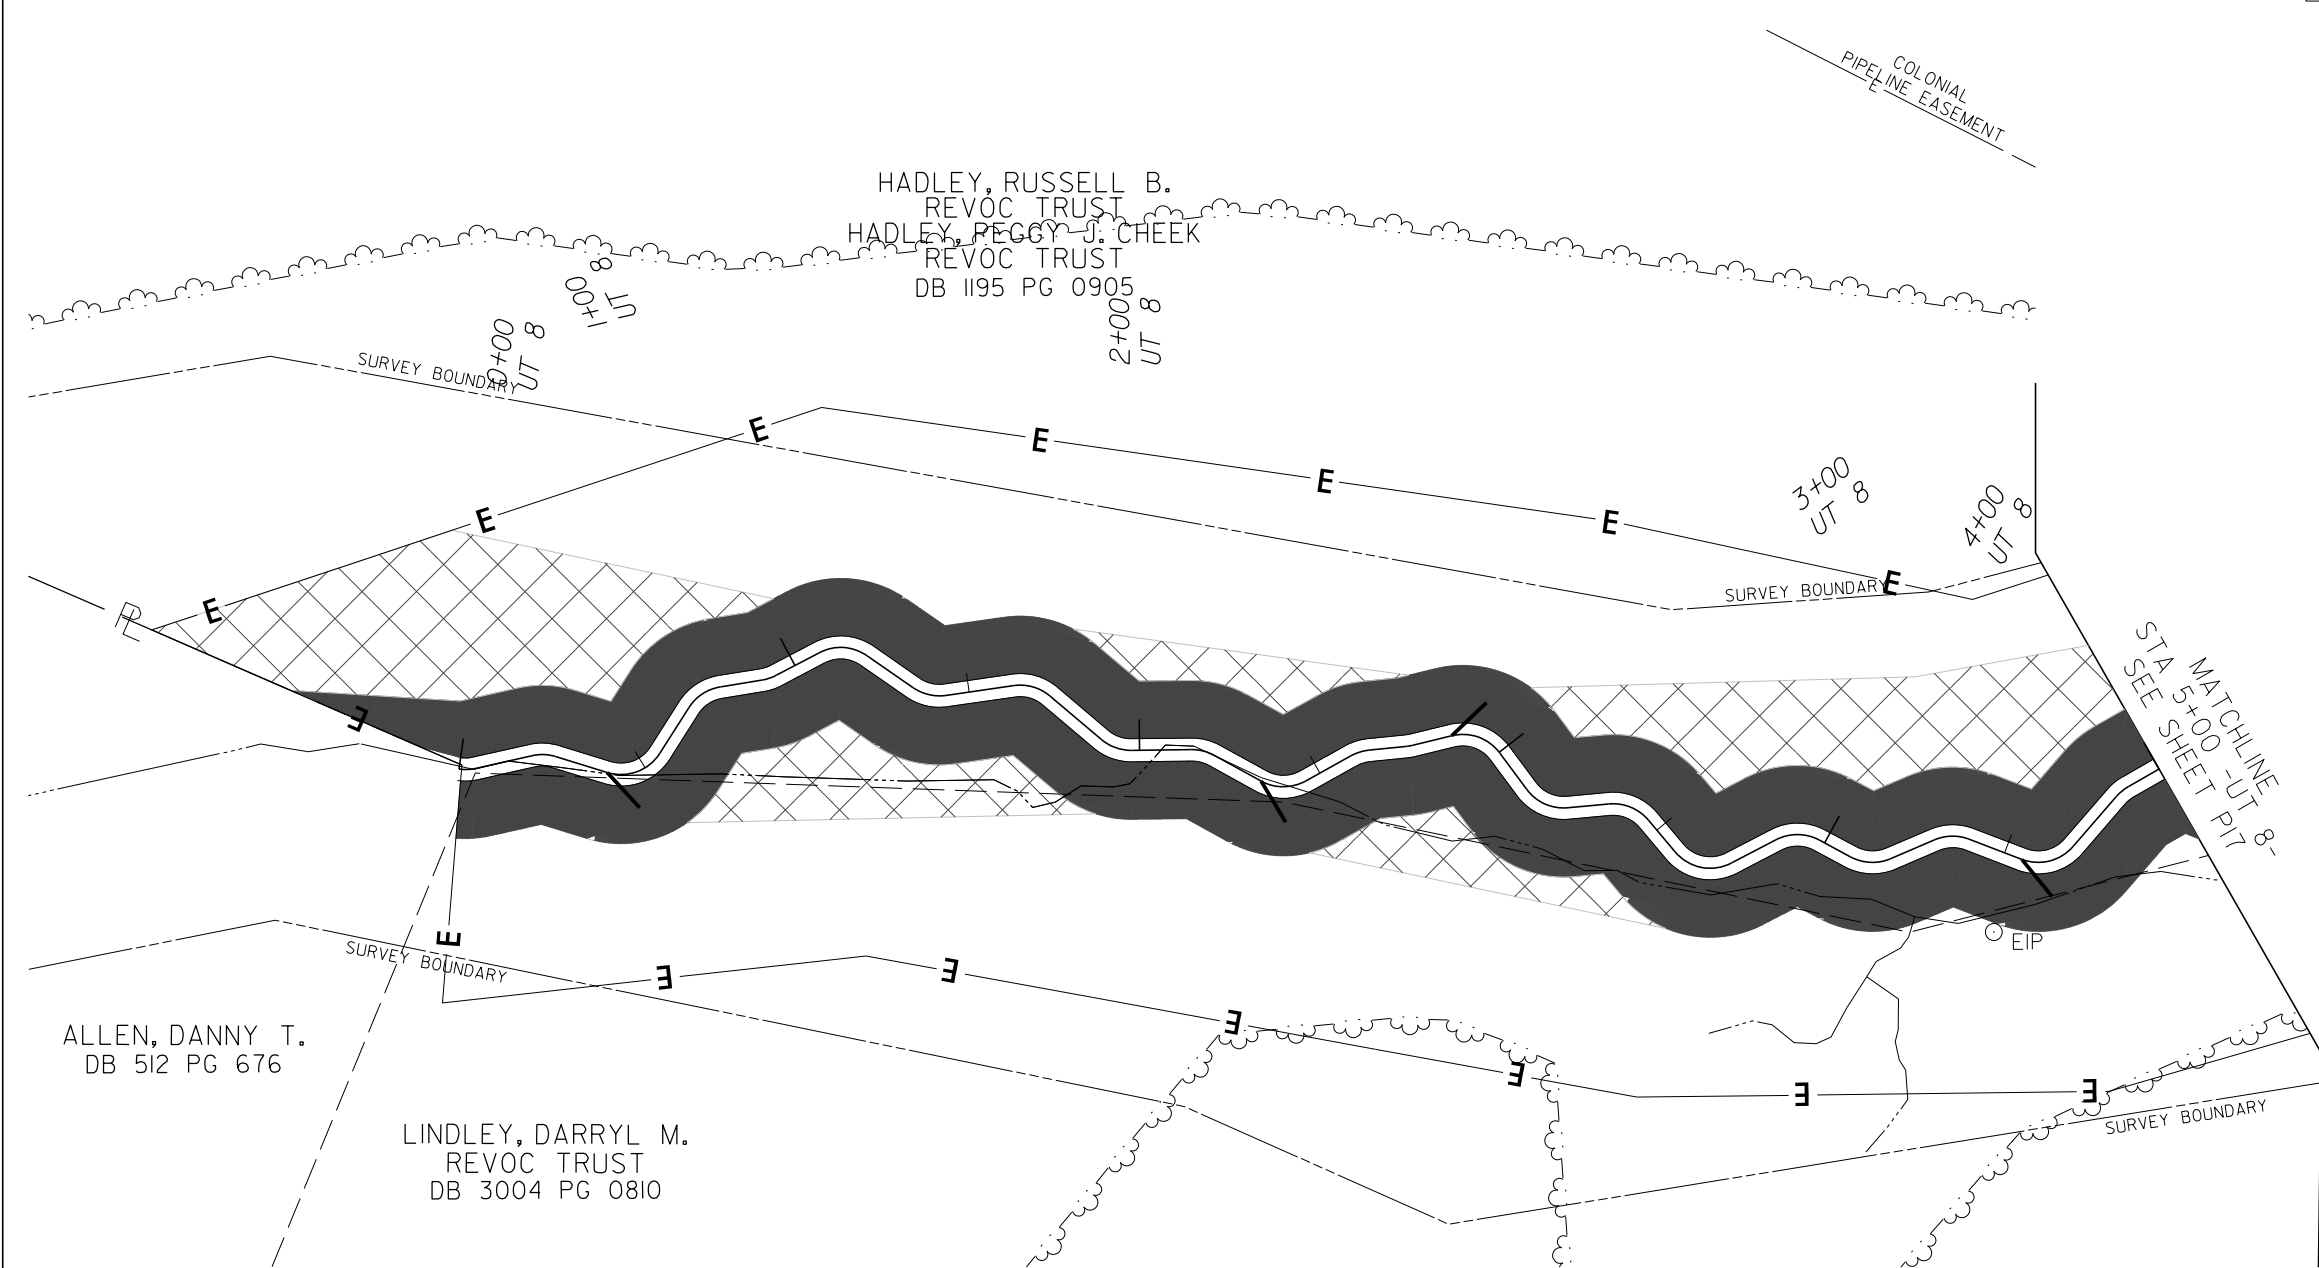 COLONIAL
PIPELINE EASEMENT
E
HADLEY, RUSSELL B.
REVOC TRUST
HADLEY, PEGGY J. CHEEK
REVOC TRUST
DB 1195 PG 0905
1+00
UT 8
0+00
UT 8
2+00
UT 8
SURVEY BOUNDARY
E
E
E
E
3+00
UT 8
4+00
UT 8
E
E
SURVEY BOUNDARY
E
PL
E
MATCHLINE
STA 5+00 -UT 8-
SEE SHEET P17
E
EIP
SURVEY BOUNDARY
E
E
E
E
E
E
SURVEY BOUNDARY
ALLEN, DANNY T.
DB 512 PG 676
LINDLEY, DARRYL M.
REVOC TRUST
DB 3004 PG 0810